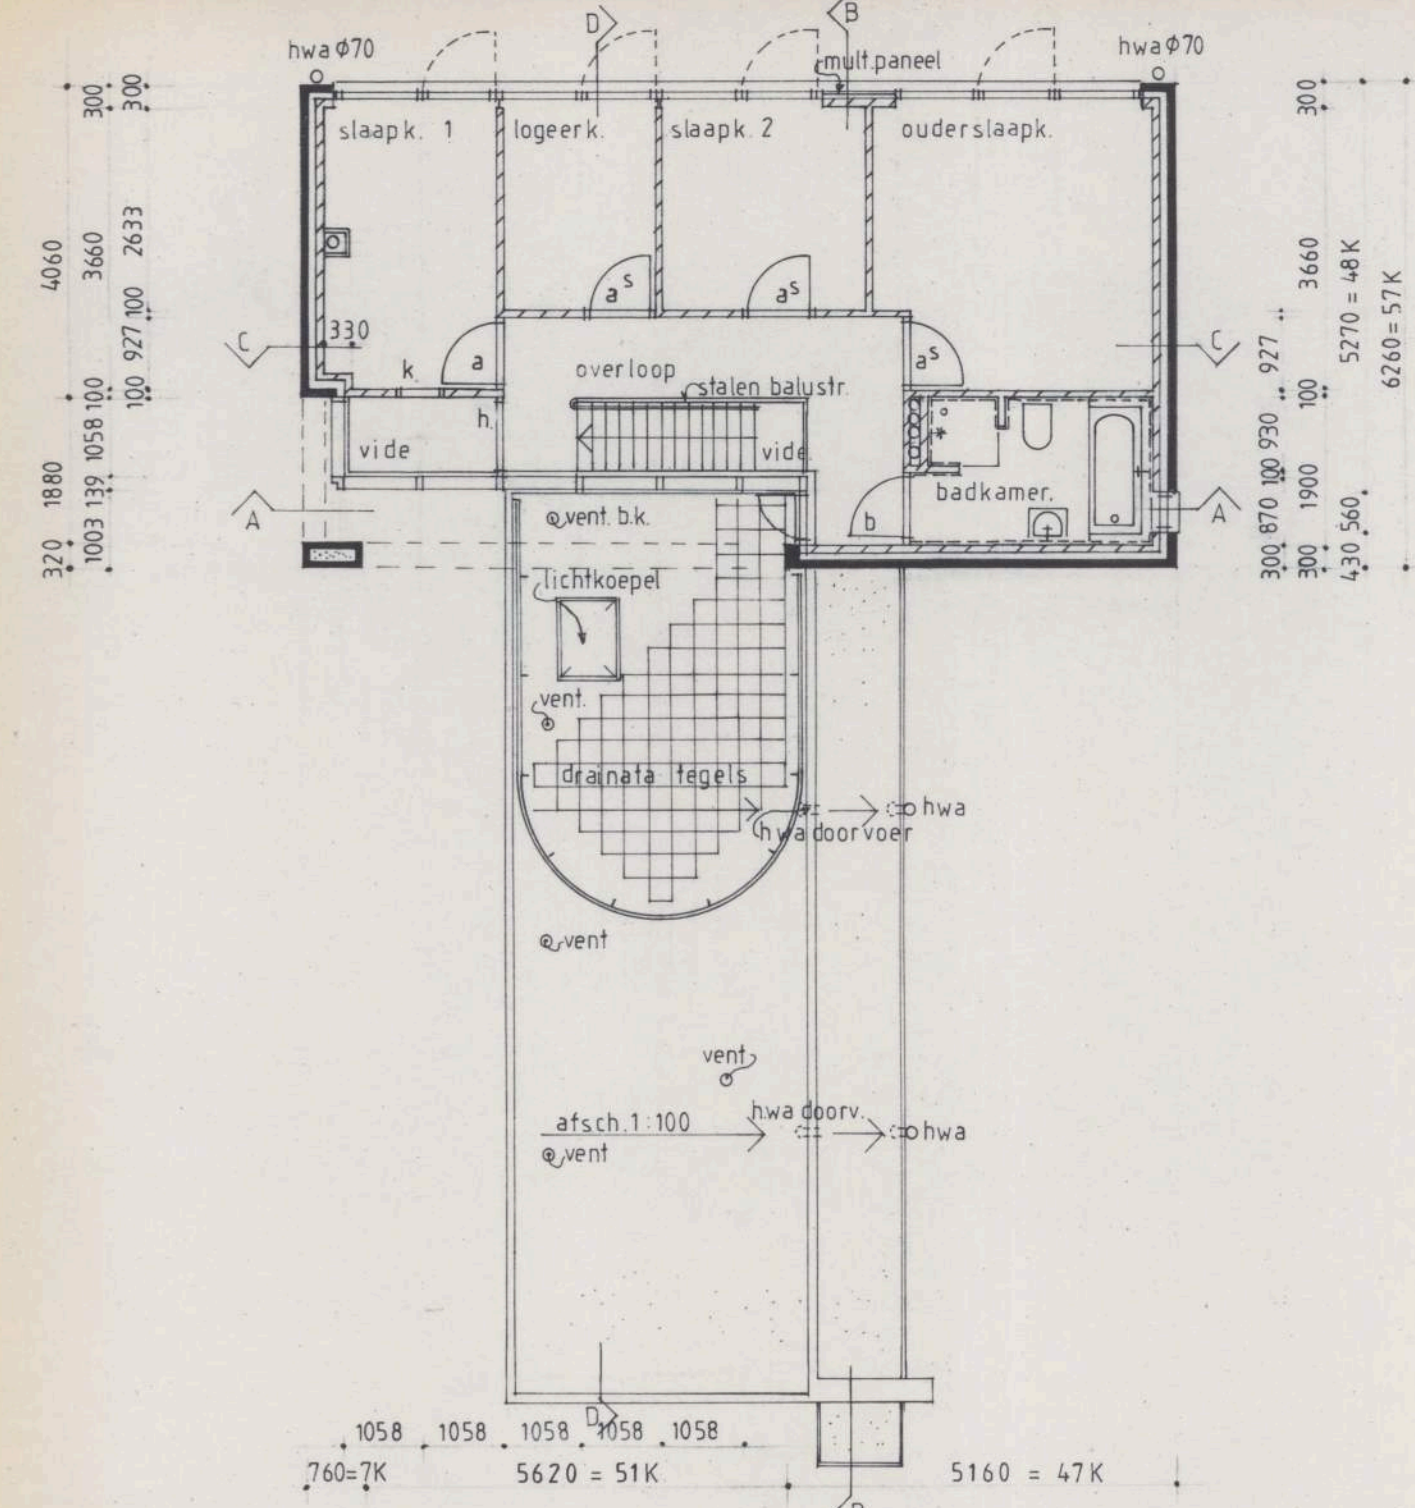 D
B
hwa Φ70
hwa Φ70
mult.paneel
slaapk. 1
logeerk.
slaapk. 2
ouderslaapk.
300
300
300
4060
3660
2633
100
927
100
100
1880
1058
139
320
1003
3660
5270 = 48K
6260 = 57K
927
100
930
100
1900
870
560
300
300
430
a s
a s
C
330
k.
a
overloop
a s
C
stalen balustr.
h.
vide
vide
badkamer.
A
vent. b.k.
b
A
lichtkoepel
vent.
drainata tegels
hwa
hwa doorvoer
vent
vent
afsch. 1:100
h.wa doorv.
hwa
vent
D
1058
1058
1058
1058
1058
760=7K
5620 = 51K
5160 = 47K